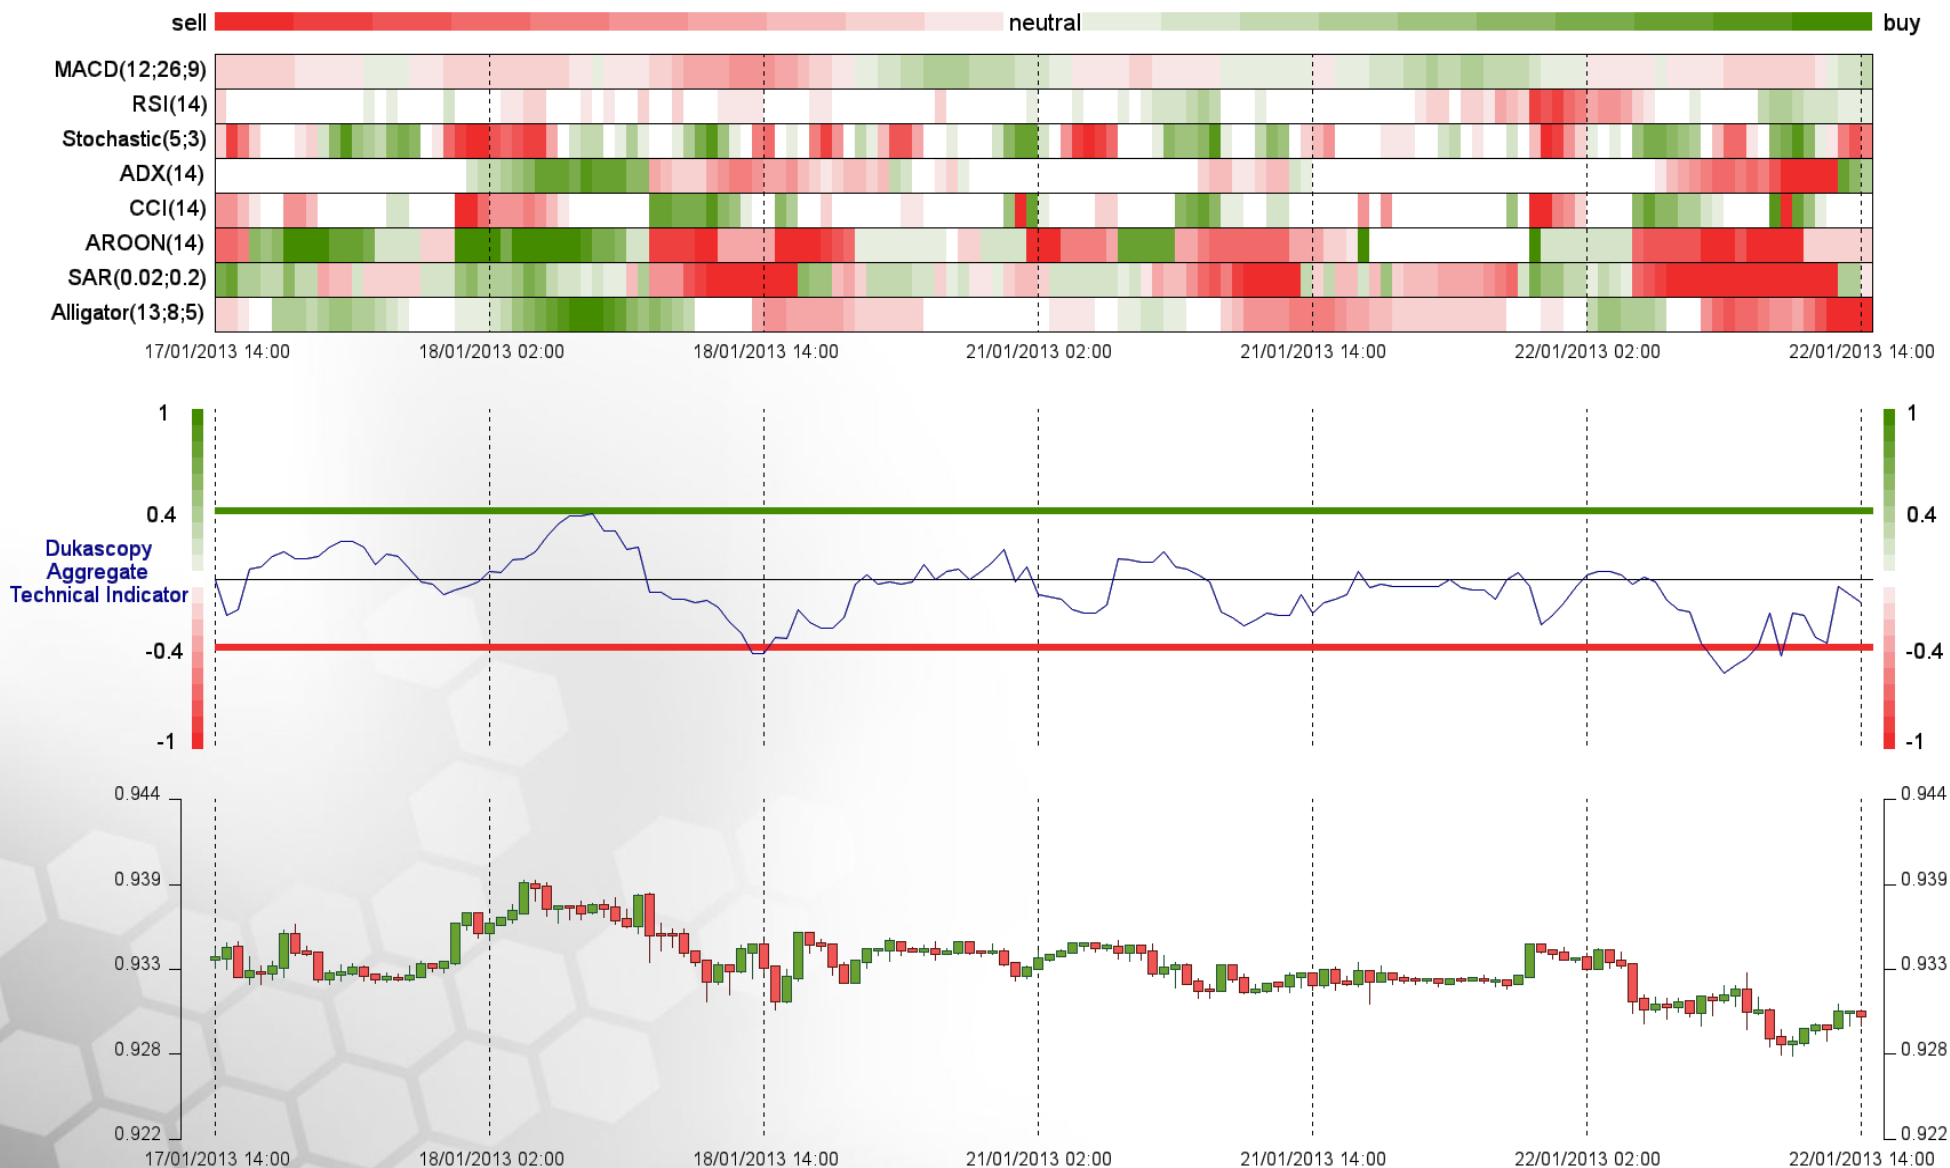 sell neutral buy
MACD(12;26;9)
RSI(14)
Stochastic(5;3)
ADX(14)
CCI(14)
AROON(14)
SAR(0.02;0.2)
Alligator(13;8;5)
17/01/2013 14:00 18/01/2013 02:00 18/01/2013 14:00 21/01/2013 02:00 21/01/2013 14:00 22/01/2013 02:00 22/01/2013 14:00
1 1
0.4 0.4
Dukascopy
Aggregate
Technical Indicator
-0.4 -0.4
-1 -1
0.944 0.944
0.939 0.939
0.933 0.933
0.928 0.928
0.922 0.922
17/01/2013 14:00 18/01/2013 02:00 18/01/2013 14:00 21/01/2013 02:00 21/01/2013 14:00 22/01/2013 02:00 22/01/2013 14:00